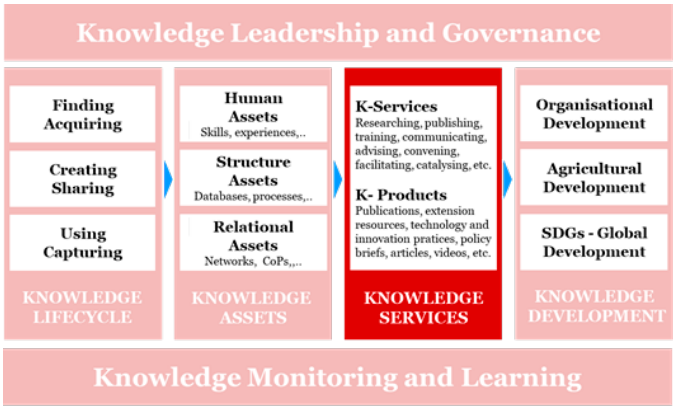 Knowledge Leadership and Governance
Finding
Acquiring
Creating
Sharing
Using
Capturing
KNOWLEDGE
LIFECYCLE
Human
Assets
Skills, experiences,..
Structure
Assets
Databases, processes,..
Relational
Assets
Networks, CoPs,,..
KNOWLEDGE
ASSETS
K-Services
Researching, publishing,
training, communicating,
advising, convening,
facilitating, catalysing, etc.
K- Products
Publications, extension
resources, technology and
innovation pratices, policy
briefs, articles, videos, etc.
KNOWLEDGE
SERVICES
Organisational
Development
Agricultural
Development
SDGs - Global
Development
KNOWLEDGE
DEVELOPMENT
Knowledge Monitoring and Learning